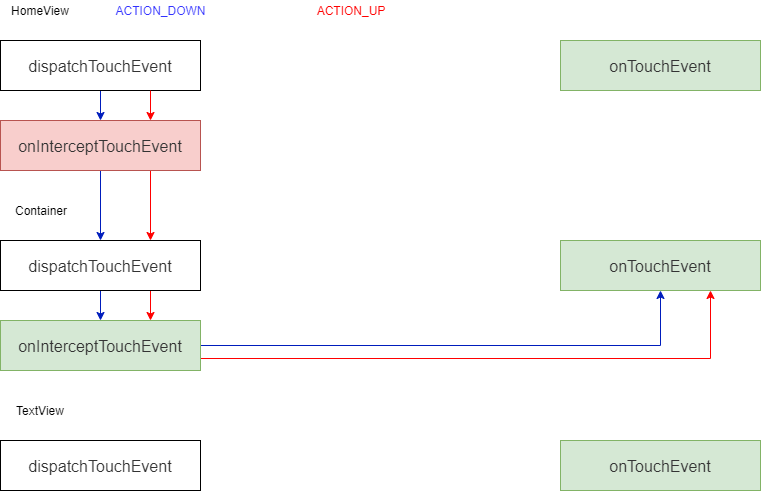 HomeView ACTION_DOWN ACTION_UP
dispatchTouchEvent onTouchEvent
onInterceptTouchEvent
Container
dispatchTouchEvent onTouchEvent
onInterceptTouchEvent
TextView
dispatchTouchEvent onTouchEvent